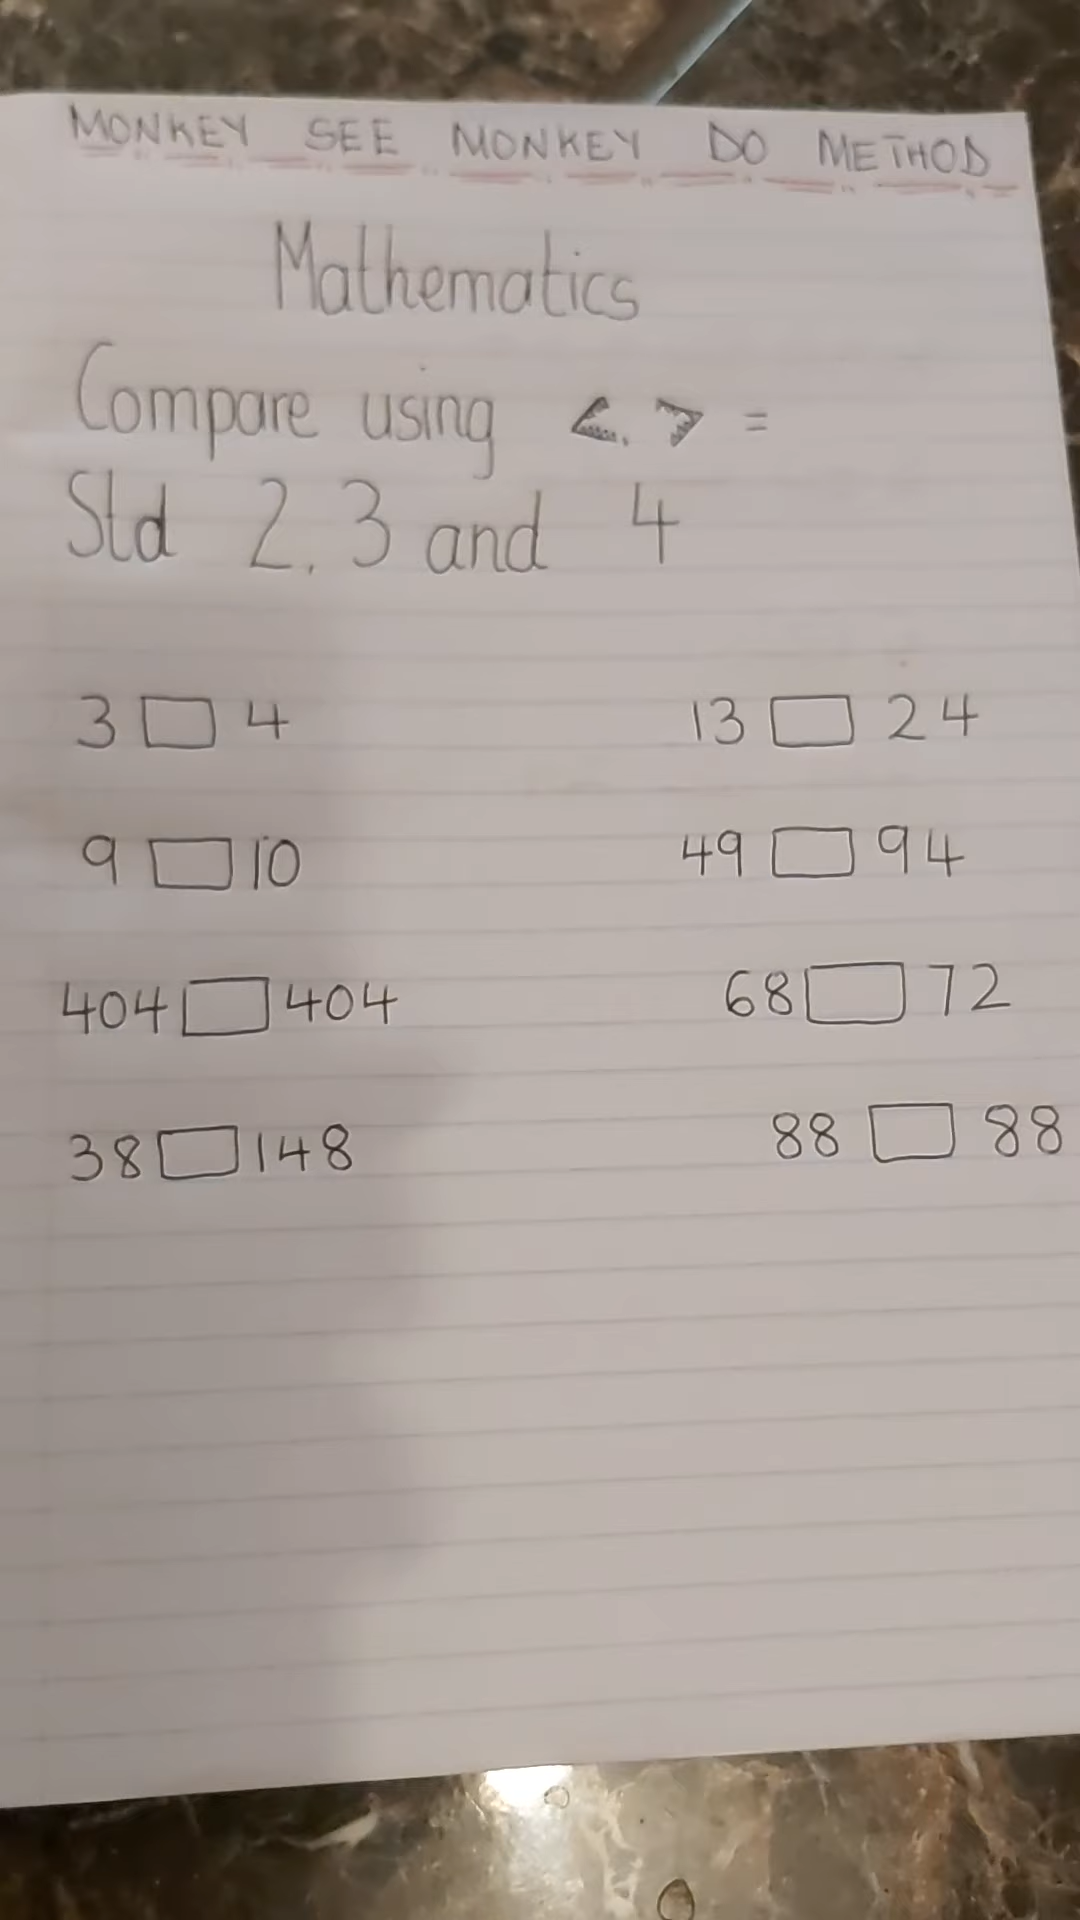 MONKEY SEE MONKEY DO METHOD
Mathematics
Compare using <, > =
Std 2, 3 and 4
3 □ 4 13 □ 24
9 □ 10 49 □ 94
404 □ 404 68 □ 72
38 □ 148 88 □ 88